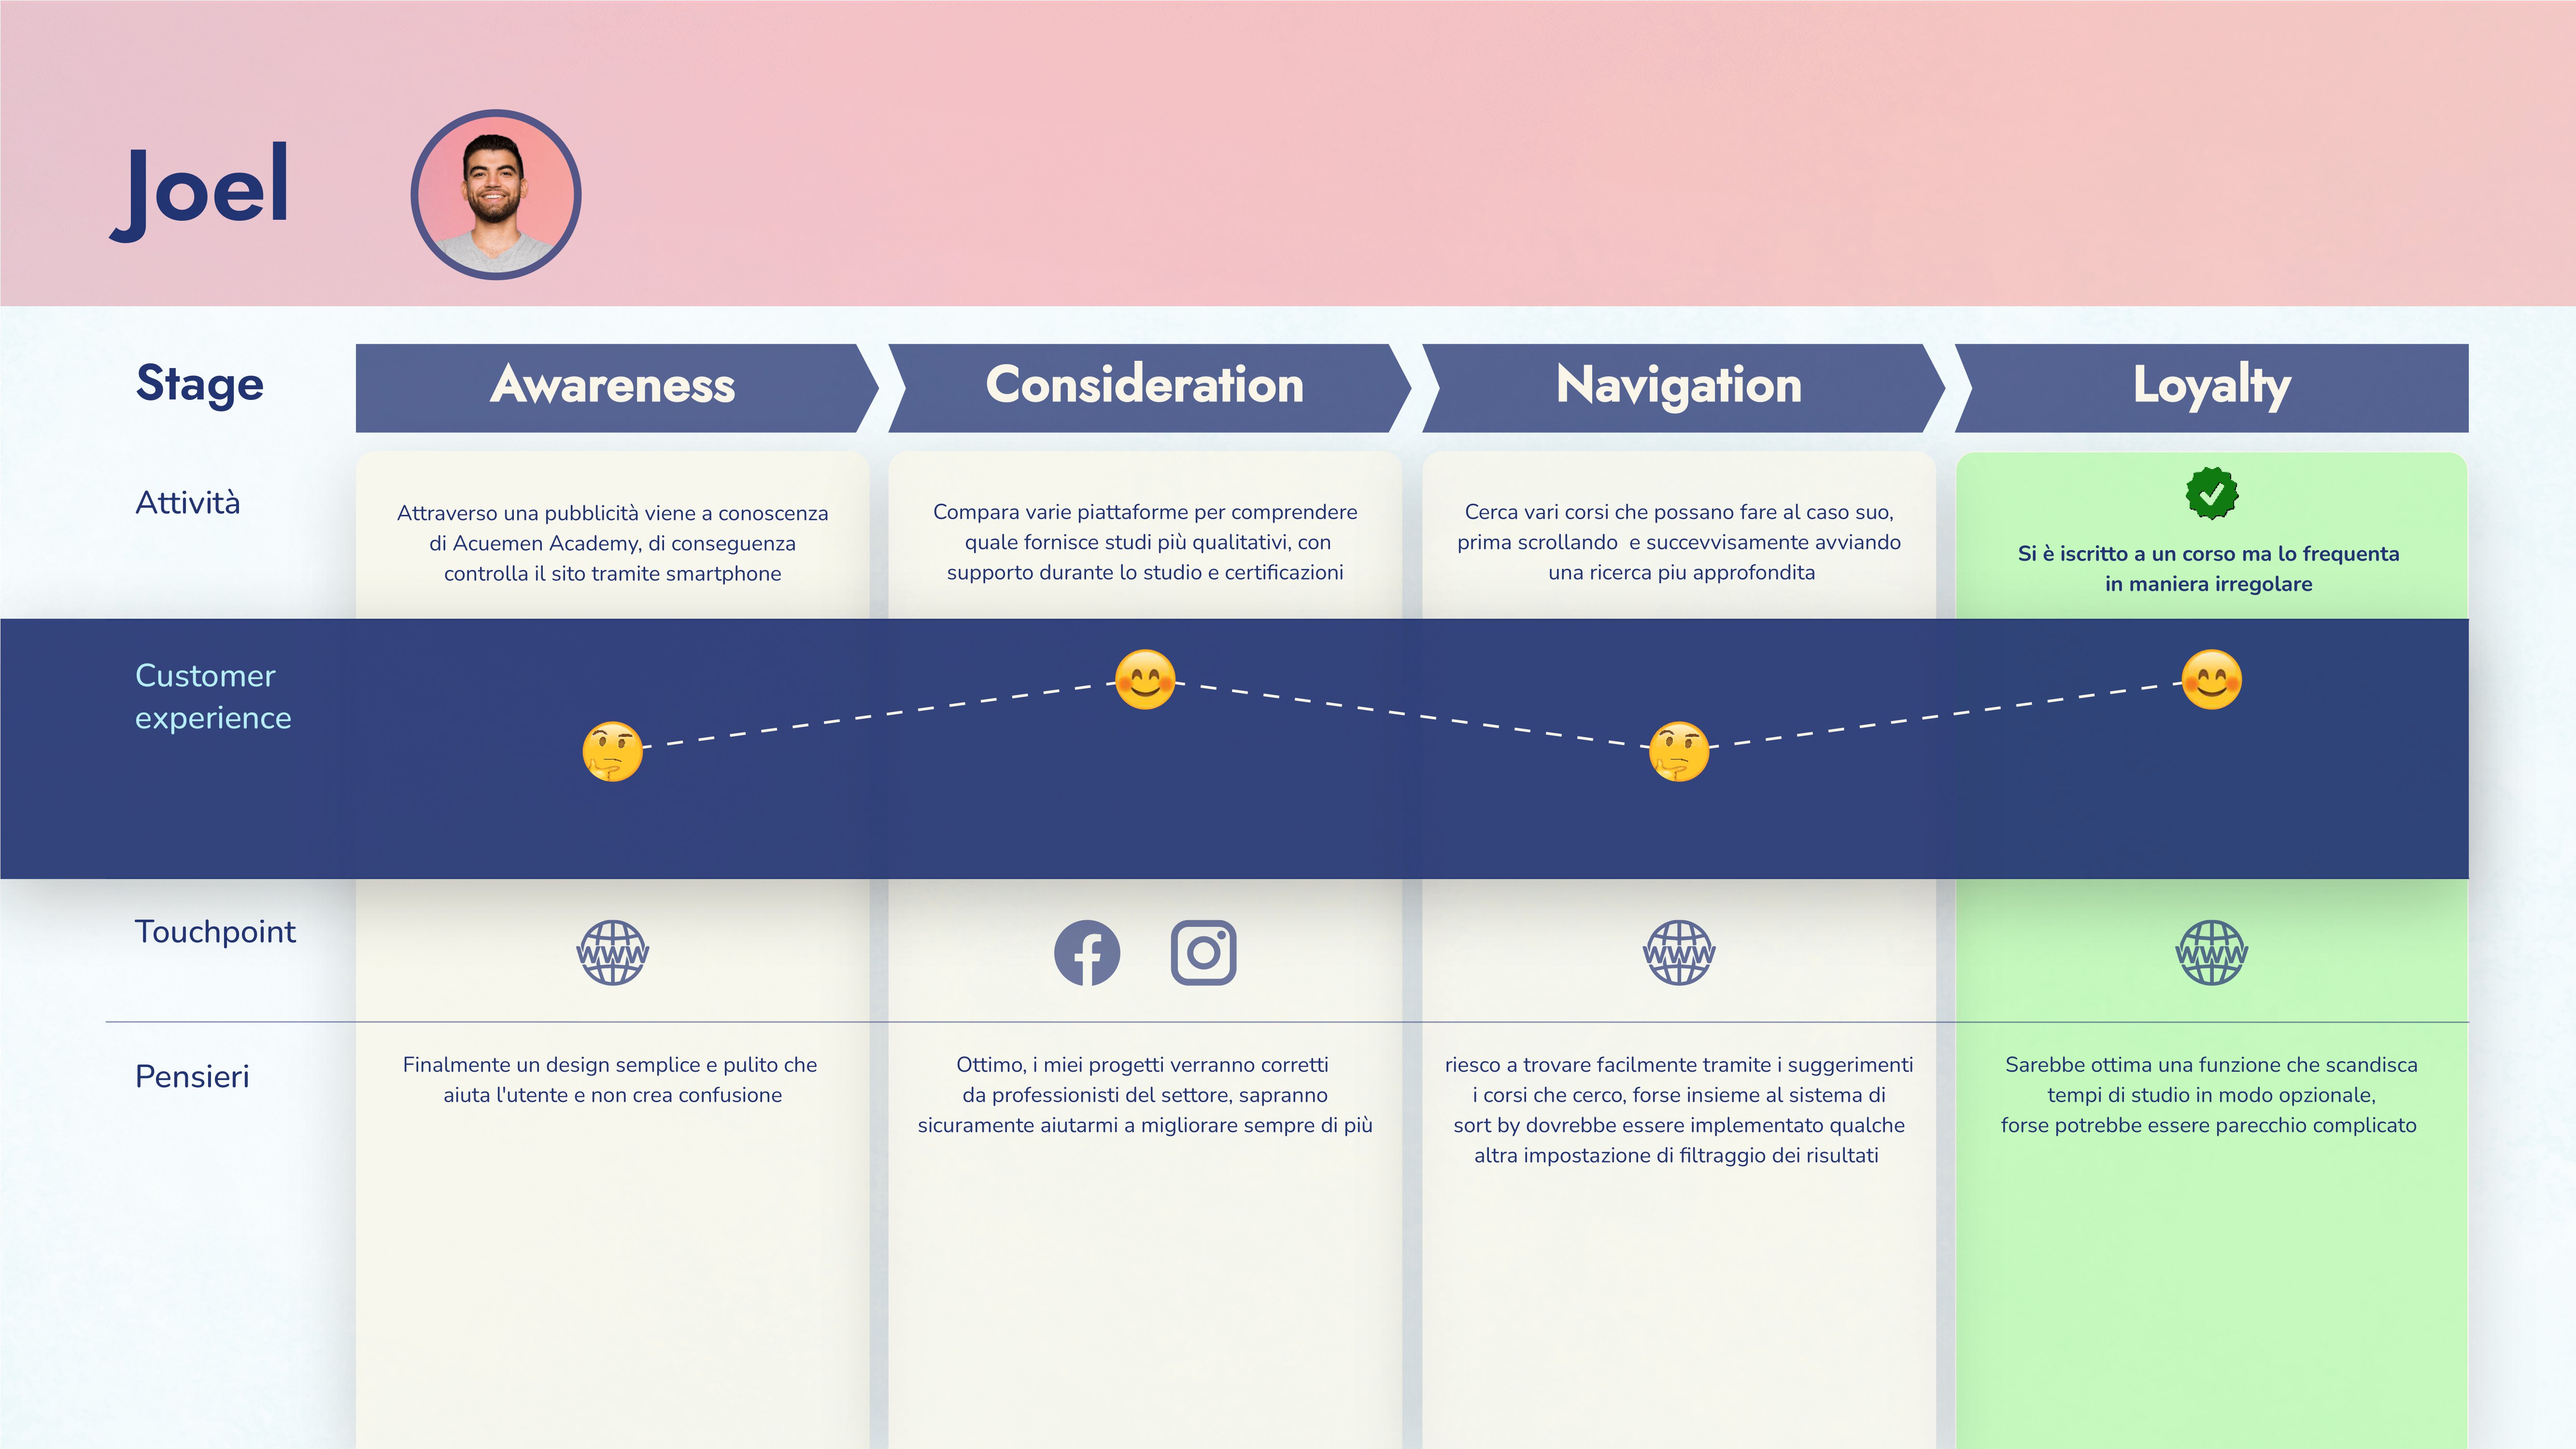 Joel
Stage
Awareness
Consideration
Navigation
Loyalty
Attività
Attraverso una pubblicità viene a conoscenza
di Acuemen Academy, di conseguenza
controlla il sito tramite smartphone
Compara varie piattaforme per comprendere
quale fornisce studi più qualitativi, con
supporto durante lo studio e certificazioni
Cerca vari corsi che possano fare al caso suo,
prima scrollando  e succevvisamente avviando
una ricerca piu approfondita
Si è iscritto a un corso ma lo frequenta
in maniera irregolare
Customer
experience
Touchpoint
WWW
WWW
WWW
Pensieri
Finalmente un design semplice e pulito che
aiuta l'utente e non crea confusione
Ottimo, i miei progetti verranno corretti
da professionisti del settore, sapranno
sicuramente aiutarmi a migliorare sempre di più
riesco a trovare facilmente tramite i suggerimenti
i corsi che cerco, forse insieme al sistema di
sort by dovrebbe essere implementato qualche
altra impostazione di filtraggio dei risultati
Sarebbe ottima una funzione che scandisca
tempi di studio in modo opzionale,
forse potrebbe essere parecchio complicato